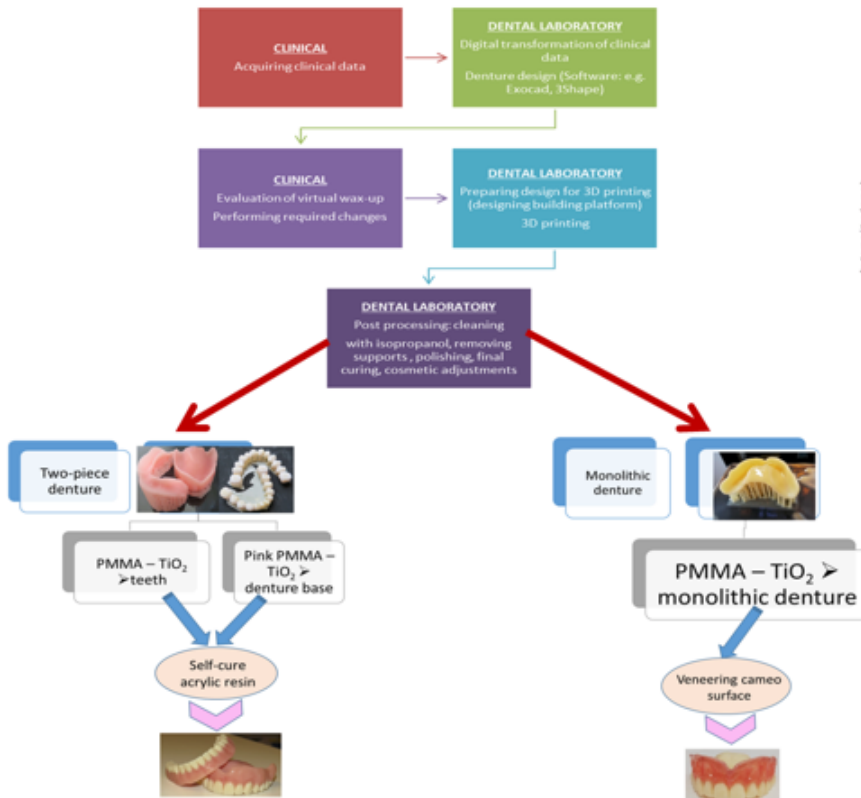 CLINICAL
Acquiring clinical data
DENTAL LABORATORY
Digital transformation of clinical
data
Denture design (Software: e.g.
Exocad, 3Shape)
CLINICAL
Evaluation of virtual wax-up
Performing required changes
DENTAL LABORATORY
Preparing design for 3D printing
(designing building platform)
3D printing
DENTAL LABORATORY
Post processing: cleaning
with isopropanol, removing
supports , polishing, final
curing, cosmetic adjustments
Two-piece
denture
Monolithic
denture
PMMA – TiO₂
➢teeth
Pink PMMA –
TiO₂ ➢
denture base
PMMA – TiO₂ ➢
monolithic denture
Self-cure
acrylic resin
Veneering cameo
surface